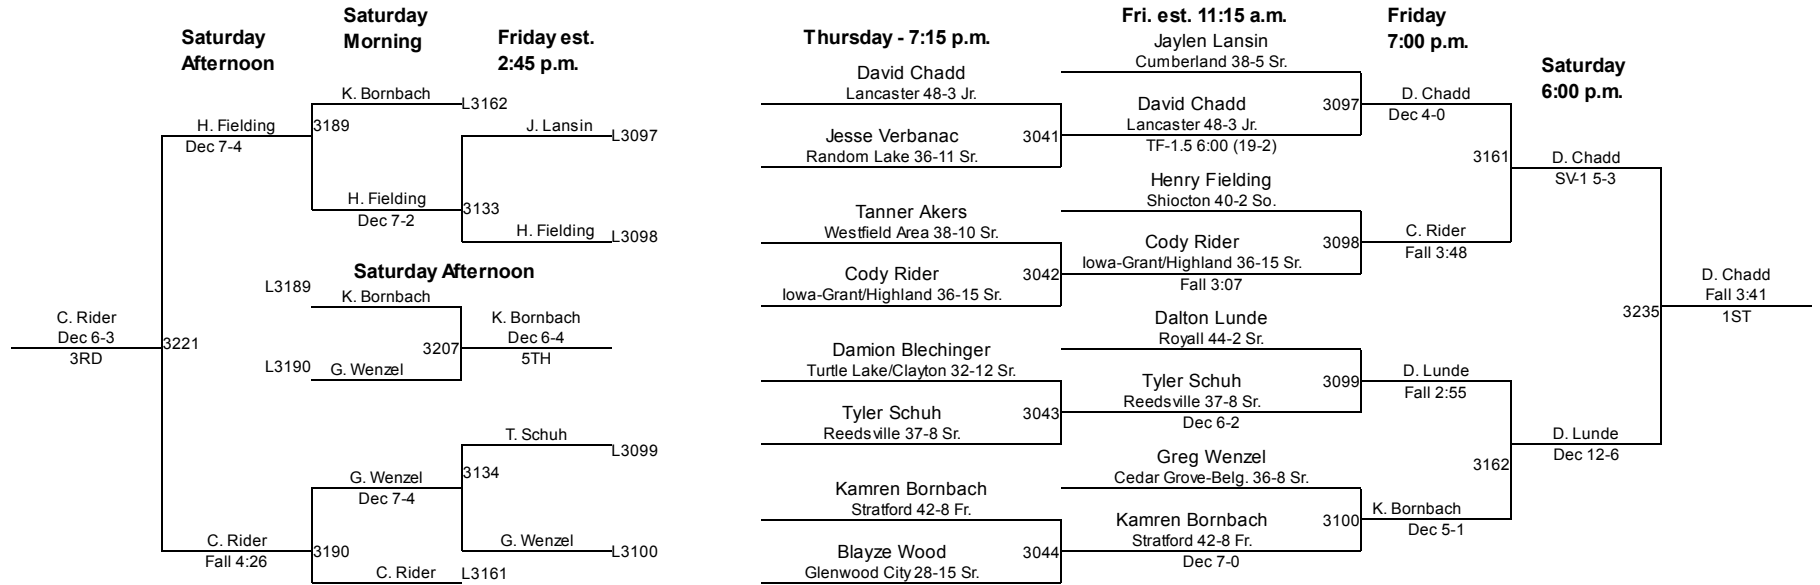 Saturday
Afternoon
Saturday
Morning
Friday est.
2:45 p.m.
K. Bornbach
L3162
H. Fielding
3189
Dec 7-4
J. Lansin
L3097
H. Fielding
3133
Dec 7-2
H. Fielding
L3098
Saturday Afternoon
L3189
K. Bornbach
C. Rider
Dec 6-3
3RD
3221
3207
K. Bornbach
Dec 6-4
5TH
L3190
G. Wenzel
T. Schuh
L3099
G. Wenzel
3134
Dec 7-4
G. Wenzel
L3100
C. Rider
3190
Fall 4:26
C. Rider
L3161
Thursday - 7:15 p.m.
Fri. est. 11:15 a.m.
Friday
7:00 p.m.
Saturday
6:00 p.m.
David Chadd
Lancaster 48-3 Jr.
Jesse Verbanac
Random Lake 36-11 Sr.
3041
Tanner Akers
Westfield Area 38-10 Sr.
Cody Rider
Iowa-Grant/Highland 36-15 Sr.
3042
Damion Blechinger
Turtle Lake/Clayton 32-12 Sr.
Tyler Schuh
Reedsville 37-8 Sr.
3043
Kamren Bornbach
Stratford 42-8 Fr.
Blayze Wood
Glenwood City 28-15 Sr.
3044
Jaylen Lansin
Cumberland 38-5 Sr.
David Chadd
Lancaster 48-3 Jr.
TF-1.5 6:00 (19-2)
3097
Henry Fielding
Shiocton 40-2 So.
Cody Rider
Iowa-Grant/Highland 36-15 Sr.
Fall 3:07
3098
Dalton Lunde
Royall 44-2 Sr.
Tyler Schuh
Reedsville 37-8 Sr.
Dec 6-2
3099
Greg Wenzel
Cedar Grove-Belg. 36-8 Sr.
Kamren Bornbach
Stratford 42-8 Fr.
Dec 7-0
3100
D. Chadd
Dec 4-0
3161
C. Rider
Fall 3:48
D. Lunde
Fall 2:55
3162
K. Bornbach
Dec 5-1
D. Chadd
SV-1 5-3
3235
D. Lunde
Dec 12-6
D. Chadd
Fall 3:41
1ST